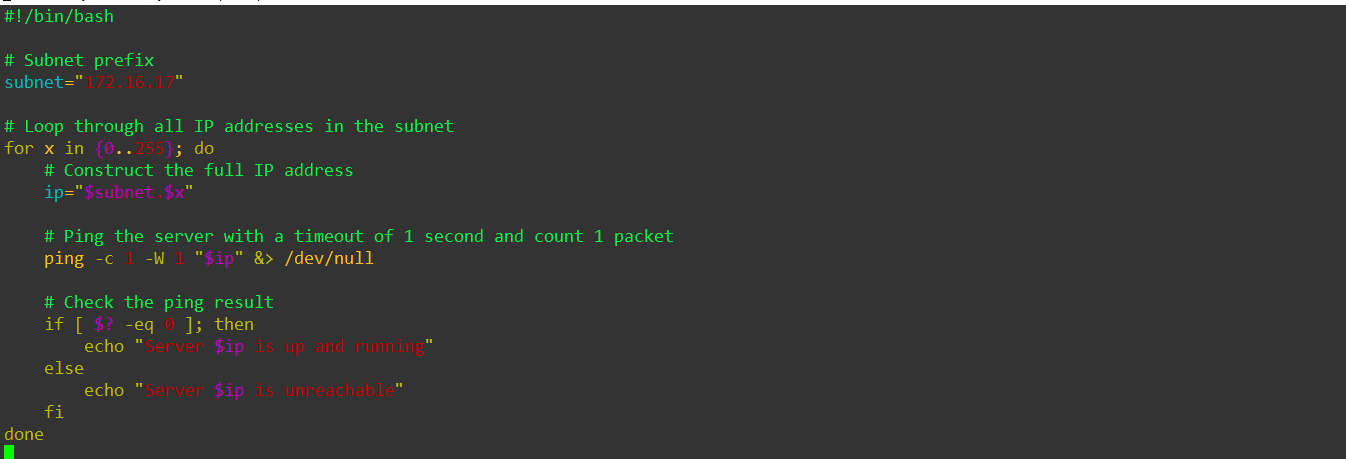 #!/bin/bash

# Subnet prefix
subnet="172.16.17"

# Loop through all IP addresses in the subnet
for x in {0..255}; do
    # Construct the full IP address
    ip="$subnet.$x"

    # Ping the server with a timeout of 1 second and count 1 packet
    ping -c 1 -W 1 "$ip" &> /dev/null

    # Check the ping result
    if [ $? -eq 0 ]; then
        echo "Server $ip is up and running"
    else
        echo "Server $ip is unreachable"
    fi
done